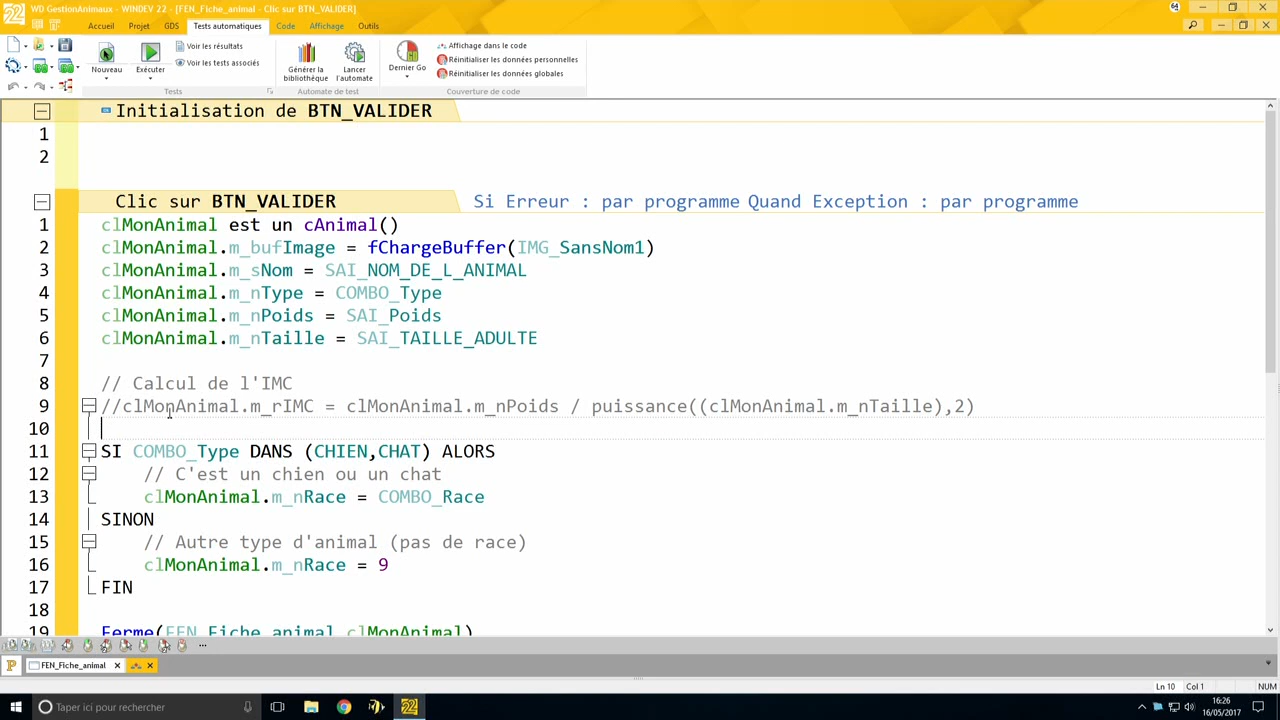 WD GestionAnimaux - WINDEV 22 - [FEN_Fiche_animal - Clic sur BTN_VALIDER]
22
Accueil Projet GDS Tests automatiques Code Affichage Outils
Nouveau
Exécuter
Voir les résultats
Voir les tests associés
Tests
Générer la bibliothèque
Lancer l'automate
Automate de test
Dernier Go
Affichage dans le code
Réinitialiser les données personnelles
Réinitialiser les données globales
Couverture de code
Initialisation de BTN_VALIDER
1
2
Clic sur BTN_VALIDER Si Erreur : par programme Quand Exception : par programme
1 clMonAnimal est un cAnimal()
2 clMonAnimal.m_bufImage = fChargeBuffer(IMG_SansNom1)
3 clMonAnimal.m_sNom = SAI_NOM_DE_L_ANIMAL
4 clMonAnimal.m_nType = COMBO_Type
5 clMonAnimal.m_nPoids = SAI_Poids
6 clMonAnimal.m_nTaille = SAI_TAILLE_ADULTE
7
8 // Calcul de l'IMC
9 //clMonAnimal.m_rIMC = clMonAnimal.m_nPoids / puissance((clMonAnimal.m_nTaille),2)
10
11 SI COMBO_Type DANS (CHIEN,CHAT) ALORS
12 // C'est un chien ou un chat
13 clMonAnimal.m_nRace = COMBO_Race
14 SINON
15 // Autre type d'animal (pas de race)
16 clMonAnimal.m_nRace = 9
17 FIN
18
19 Ferme(FEN_Fiche_animal,clMonAnimal)
P FEN_Fiche_animal
Ln 10 Col 1 NUM
Taper ici pour rechercher
22
16:26
16/05/2017